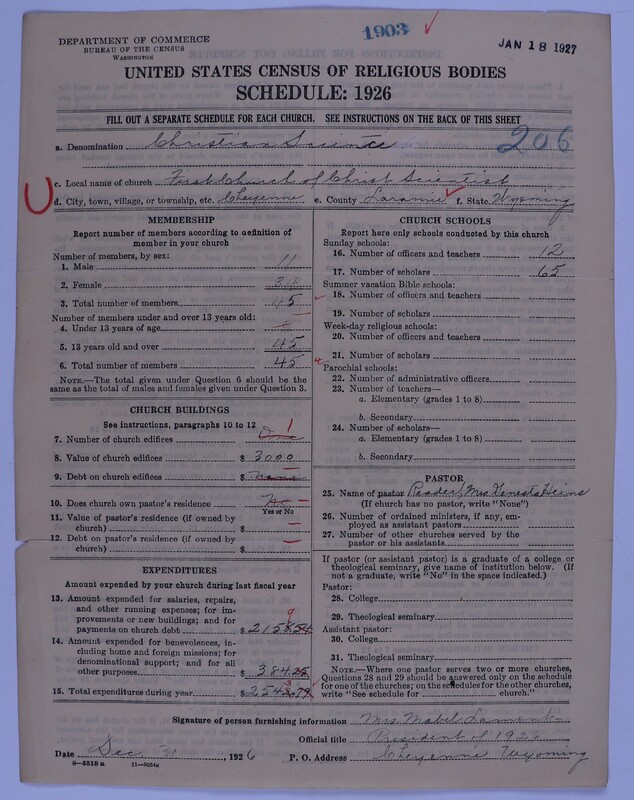 1903
DEPARTMENT OF COMMERCE
BUREAU OF THE CENSUS
WASHINGTON
JAN 18 1927
UNITED STATES CENSUS OF RELIGIOUS BODIES
SCHEDULE: 1926
FILL OUT A SEPARATE SCHEDULE FOR EACH CHURCH. SEE INSTRUCTIONS ON THE BACK OF THIS SHEET
206
a. Denomination Christian Science
c. Local name of church First Church of Christ Scientist
d. City, town, village, or township, etc. Cheyenne e. County Laramie f. State Wyoming
MEMBERSHIP
Report number of members according to definition of
member in your church
Number of members, by sex:
1. Male 11
2. Female 34
3. Total number of members 45
Number of members under and over 13 years old:
4. Under 13 years of age
5. 13 years old and over 45
6. Total number of members 45
NOTE.—The total given under Question 6 should be the
same as the total of males and females given under Question 3.
CHURCH BUILDINGS
See instructions, paragraphs 10 to 12
7. Number of church edifices One 1
8. Value of church edifices $ 3000
9. Debt on church edifices $ None
10. Does church own pastor's residence No
Yes or No
11. Value of pastor's residence (if owned by
church) $
12. Debt on pastor's residence (if owned by
church) $
EXPENDITURES
Amount expended by your church during last fiscal year
13. Amount expended for salaries, repairs,
and other running expenses; for im-
provements or new buildings; and for
payments on church debt $ 2158.54 9
14. Amount expended for benevolences, in-
cluding home and foreign missions; for
denominational support; and for all
other purposes $ 384.25
15. Total expenditures during year $ 2542.79 3
CHURCH SCHOOLS
Report here only schools conducted by this church
Sunday schools:
16. Number of officers and teachers 12
17. Number of scholars 65
Summer vacation Bible schools:
18. Number of officers and teachers
19. Number of scholars
Week-day religious schools:
20. Number of officers and teachers
21. Number of scholars
Parochial schools:
22. Number of administrative officers
23. Number of teachers—
a. Elementary (grades 1 to 8)
b. Secondary
24. Number of scholars—
a. Elementary (grades 1 to 8)
b. Secondary
PASTOR
25. Name of pastor Reader, Mrs Heins
(If church has no pastor, write "None")
26. Number of ordained ministers, if any, em-
ployed as assistant pastors
27. Number of other churches served by the
pastor or his assistants
If pastor (or assistant pastor) is a graduate of a college or
theological seminary, give name of institution below. (If
not a graduate, write "No" in the space indicated.)
Pastor:
28. College
29. Theological seminary
Assistant pastor:
30. College
31. Theological seminary
NOTE.—Where one pastor serves two or more churches,
Questions 28 and 29 should be answered only on the schedule
for one of the churches; on the schedules for the other churches,
write "See schedule for church."
Signature of person furnishing information Mrs. Mabel Lamont
Official title President of 1926
Date Dec. 31 , 1926 P. O. Address Cheyenne Wyoming
8—5518 a